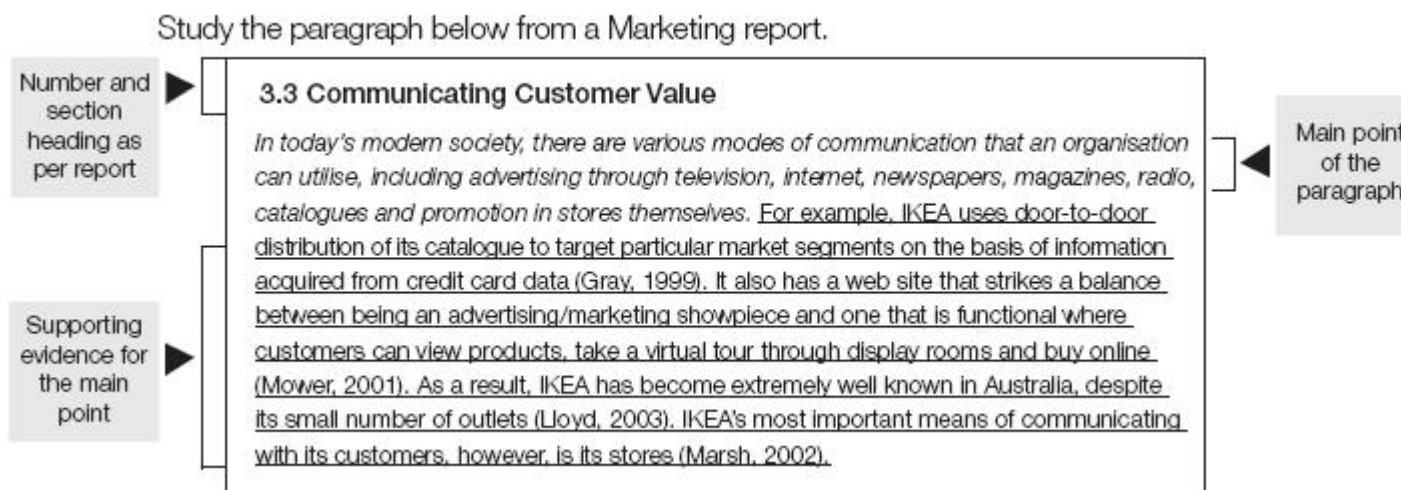 Study the paragraph below from a Marketing report.
Number and
section
heading as
per report
3.3 Communicating Customer Value
In today's modern society, there are various modes of communication that an organisation
can utilise, including advertising through television, internet, newspapers, magazines, radio,
catalogues and promotion in stores themselves. For example, IKEA uses door-to-door
distribution of its catalogue to target particular market segments on the basis of information
acquired from credit card data (Gray, 1999). It also has a web site that strikes a balance
between being an advertising/marketing showpiece and one that is functional where
customers can view products, take a virtual tour through display rooms and buy online
(Mower, 2001). As a result, IKEA has become extremely well known in Australia, despite
its small number of outlets (Lloyd, 2003). IKEA's most important means of communicating
with its customers, however, is its stores (Marsh, 2002).
Main point
of the
paragraph
Supporting
evidence for
the main
point